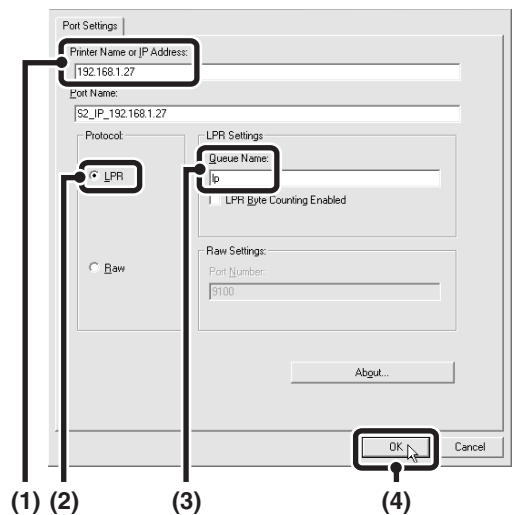 Port Settings
Printer Name or IP Address:
192.168.1.27
Port Name:
S2_IP_192.168.1.27
Protocol:
LPR
Raw
LPR Settings
Queue Name:
lp
LPR Byte Counting Enabled
Raw Settings:
Port Number:
9100
About...
OK
Cancel
(1) (2) (3) (4)